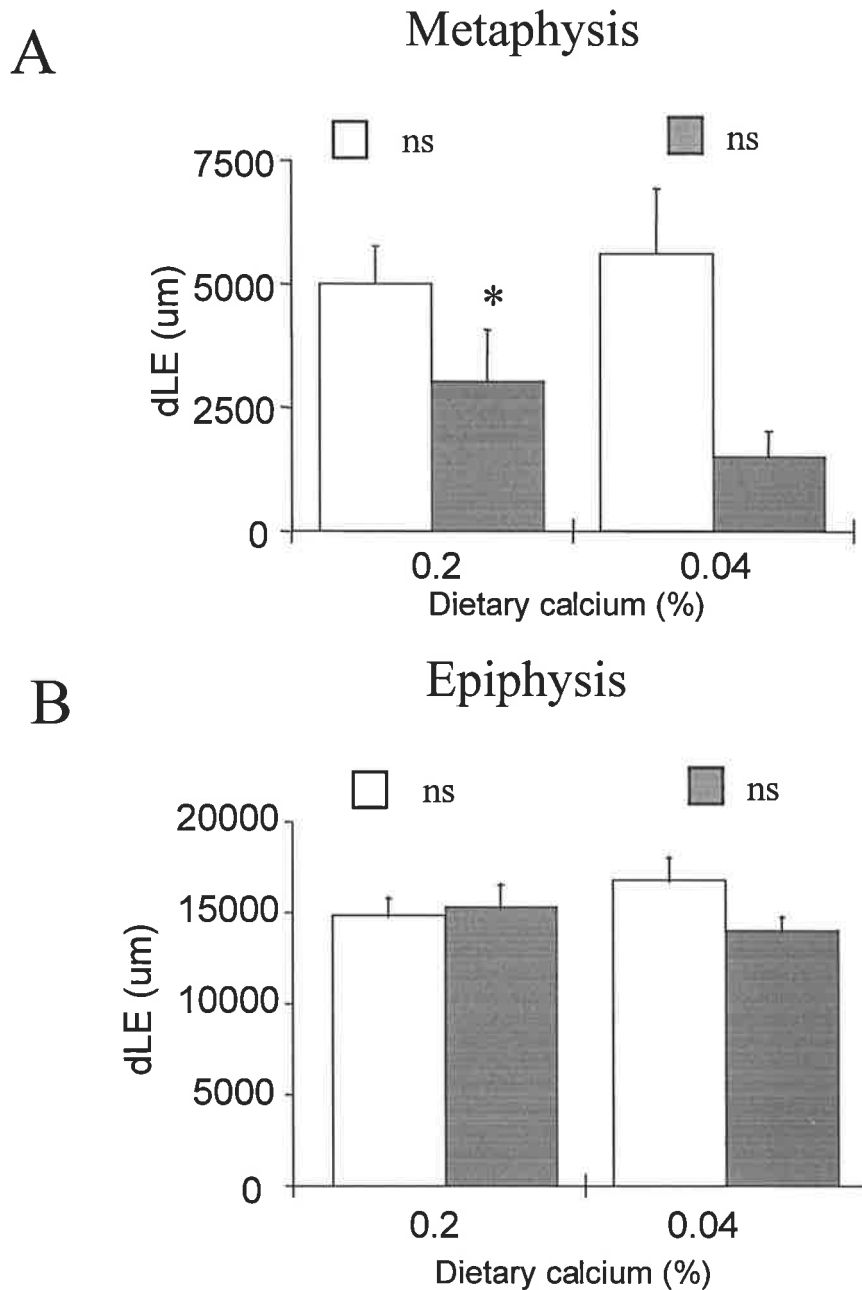 A
Metaphysis
ns
ns
7500
5000
2500
0
dLE (um)
*
0.2
0.04
Dietary calcium (%)
B
Epiphysis
ns
ns
20000
15000
10000
5000
0
dLE (um)
0.2
0.04
Dietary calcium (%)